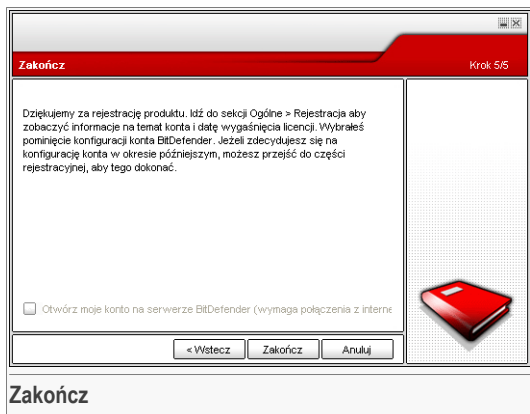 Zakończ
Krok 5/5
Dziękujemy za rejestrację produktu. Idź do sekcji Ogólne > Rejestracja aby
zobaczyć informacje na temat konta i datę wygaśnięcia licencji. Wybrałeś
pominięcie konfiguracji konta BitDefender. Jeżeli zdecydujesz się na
konfigurację konta w okresie późniejszym, możesz przejść do części
rejestracyjnej, aby tego dokonać.
Otwórz moje konto na serwerze BitDefender (wymaga połączenia z interne
< Wstecz
Zakończ
Anuluj
Zakończ